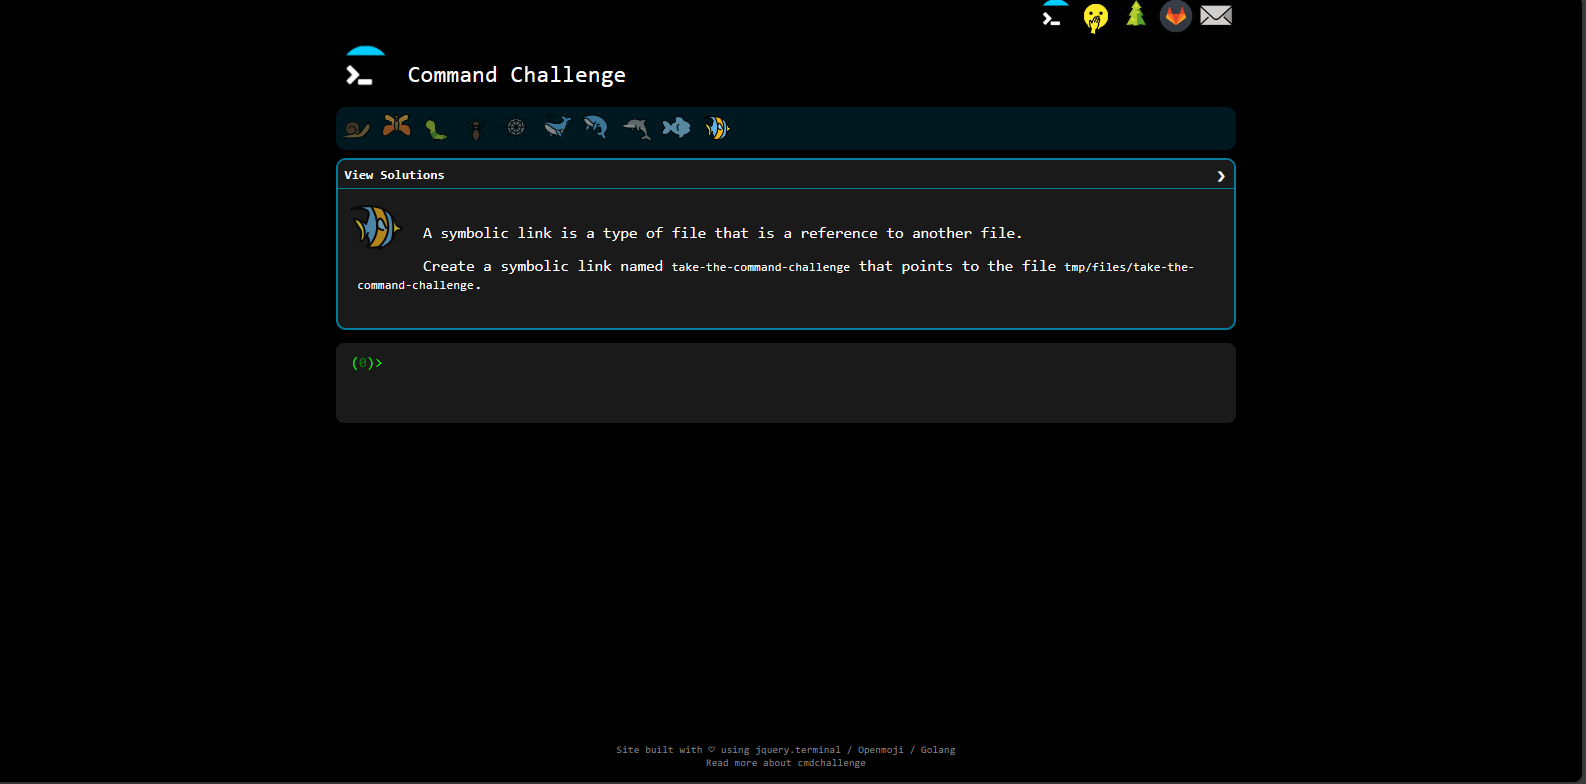 Command Challenge
View Solutions
A symbolic link is a type of file that is a reference to another file.
Create a symbolic link named take-the-command-challenge that points to the file tmp/files/take-the-
command-challenge.
(0)>
Site built with ♡ using jquery.terminal / Openmoji / Golang
Read more about cmdchallenge